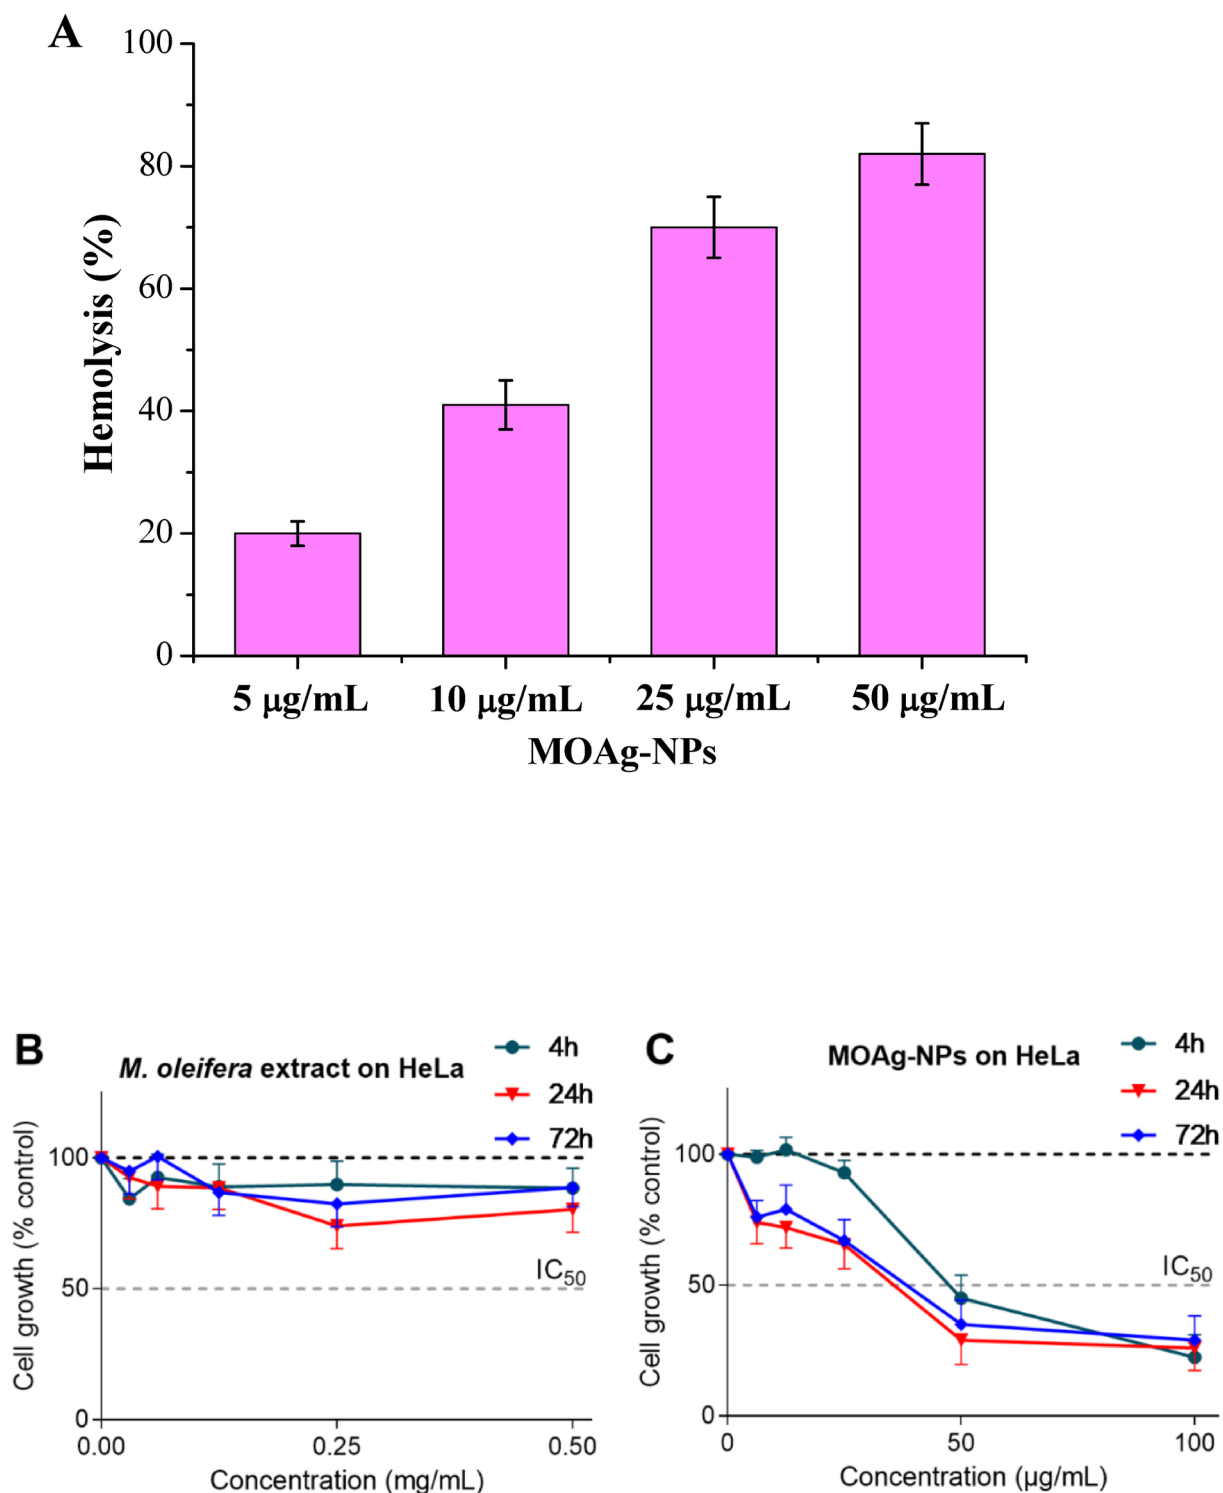 A
Hemolysis (%)
100
80
60
40
20
0
5 μg/mL 10 μg/mL 25 μg/mL 50 μg/mL
MOAg-NPs
B
M. oleifera extract on HeLa
4h
24h
72h
Cell growth (% control)
100
50
0
IC50
0.00 0.25 0.50
Concentration (mg/mL)
C
MOAg-NPs on HeLa
4h
24h
72h
Cell growth (% control)
100
50
0
IC50
0 50 100
Concentration (μg/mL)